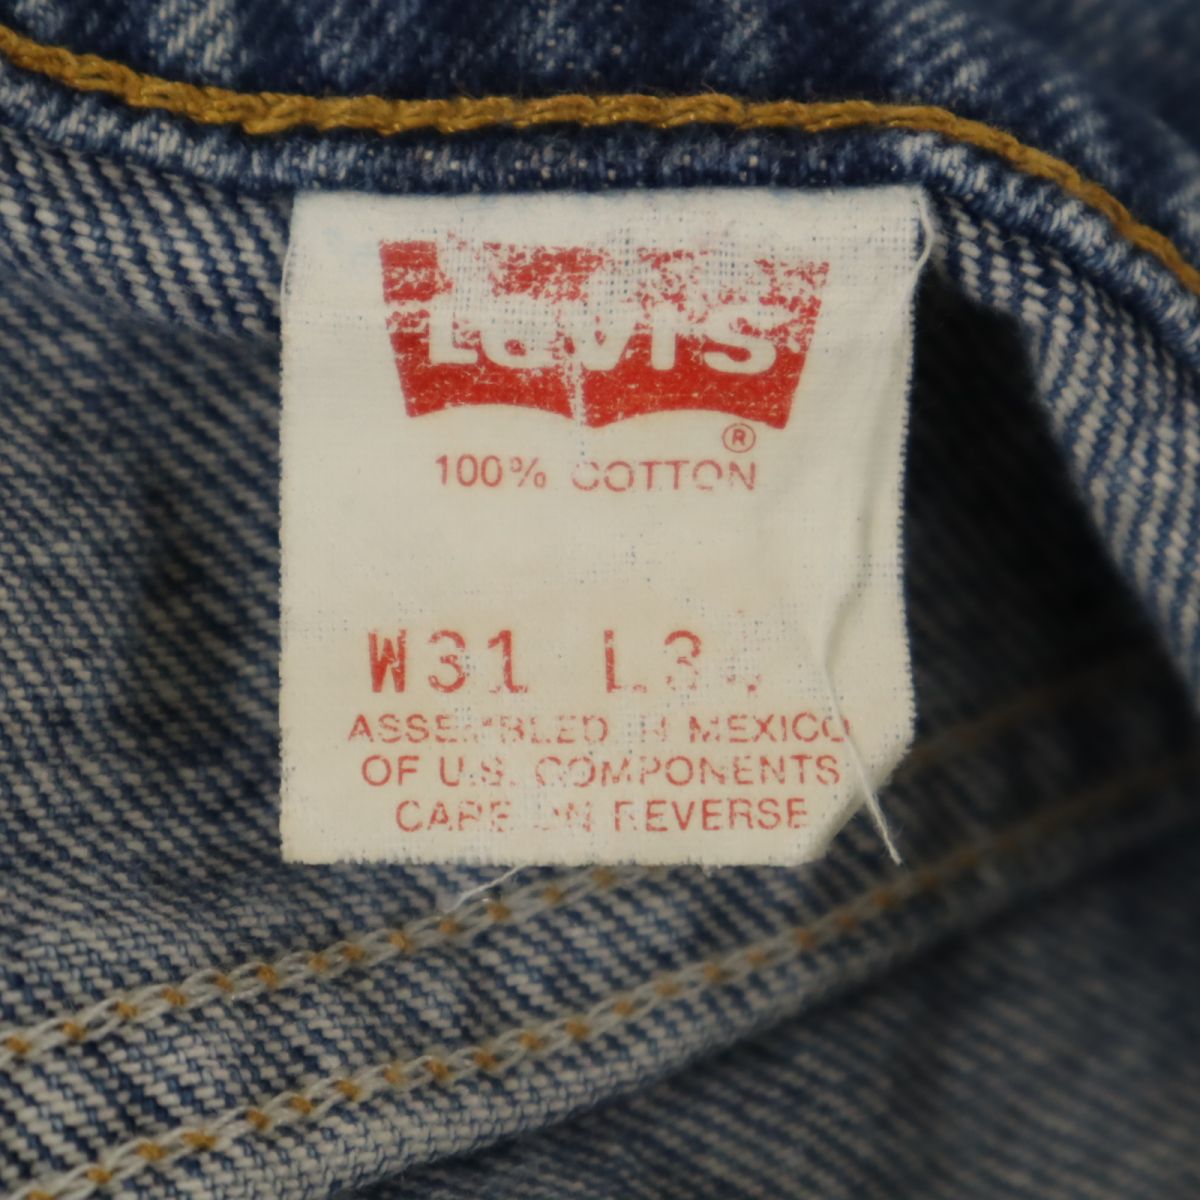 Levi's
®
100% COTTON
W31
ASSEMBLED IN MEXICO
OF U.S. COMPONENTS
CARE ON REVERSE